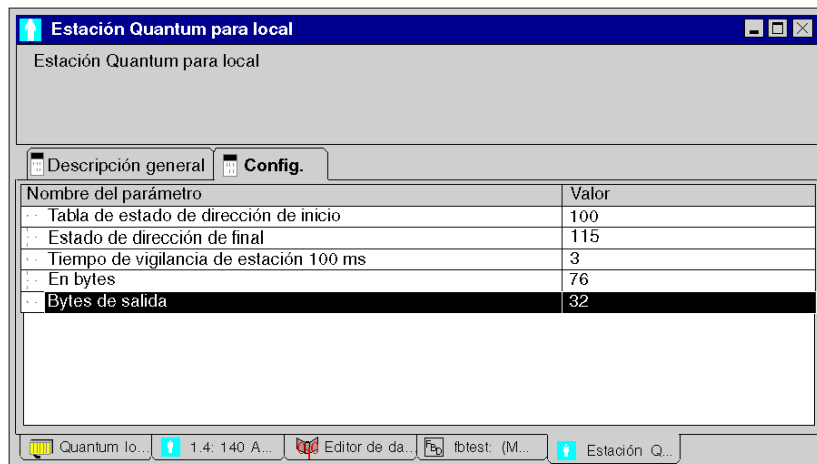 Estación Quantum para local
Estación Quantum para local
Descripción general Config.
Nombre del parámetro Valor
Tabla de estado de dirección de inicio 100
Estado de dirección de final 115
Tiempo de vigilancia de estación 100 ms 3
En bytes 76
Bytes de salida 32
Quantum lo... 1.4: 140 A... Editor de da... FBD fbtest: (M... Estación Q...